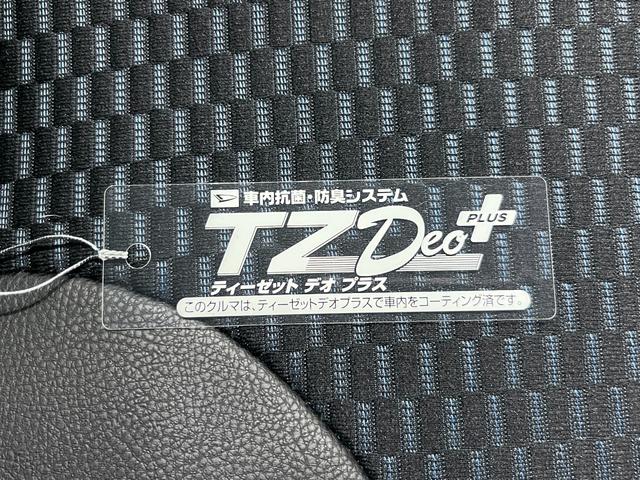 車内抗菌・防臭システム
TZ Deo PLUS
ティーゼット デオ プラス
このクルマは、ティーゼットデオプラスで車内をコーティング済です。